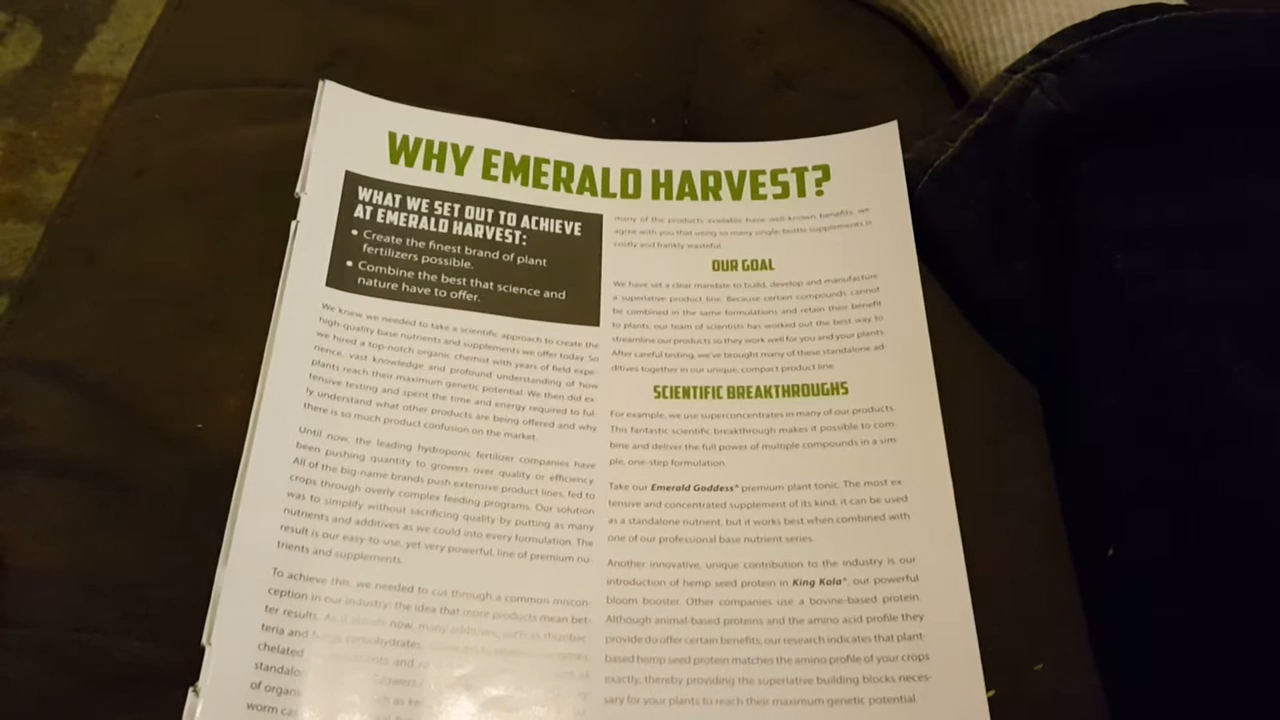 WHY EMERALD HARVEST?
WHAT WE SET OUT TO ACHIEVE
AT EMERALD HARVEST:
• Create the finest brand of plant
fertilizers possible.
• Combine the best that science and
nature have to offer.
We knew we needed to take a scientific approach to create the
high-quality base nutrients and supplements we offer today. So
we hired a top-notch organic chemist with years of field expe-
rience, vast knowledge and profound understanding of how
plants reach their maximum genetic potential. We then did ex-
tensive testing and spent the time and energy required to ful-
ly understand what other products are being offered and why
there is so much product confusion on the market.
Until now, the leading hydroponic fertilizer companies have
been pushing quantity to growers over quality or efficiency.
All of the big-name brands push extensive product lines, fed to
crops through overly complex feeding programs. Our solution
was to simplify without sacrificing quality by putting as many
nutrients and additives as we could into every formulation. The
result is our easy-to-use, yet very powerful, line of premium nu-
trients and supplements.
To achieve this, we needed to cut through a common miscon-
ception in our industry: the idea that more products mean bet-
ter results. As it stands now, many additives, such as rhizobac-
teria and fungi, carbohydrates,
chelated
standalo
of organ
worm cas
many of the products available have well-known benefits, we
agree with you that using so many single-bottle supplements is
costly and frankly wasteful.
OUR GOAL
We have set a clear mandate to build, develop and manufacture
a superlative product line. Because certain compounds cannot
be combined in the same formulations and retain their benefit
to plants, our team of scientists has worked out the best way to
streamline our products so they work well for you and your plants.
After careful testing, we've brought many of these standalone ad-
ditives together in our unique, compact product line.
SCIENTIFIC BREAKTHROUGHS
For example, we use superconcentrates in many of our products.
This fantastic scientific breakthrough makes it possible to com-
bine and deliver the full power of multiple compounds in a sim-
ple, one-step formulation.
Take our Emerald Goddess® premium plant tonic. The most ex-
tensive and concentrated supplement of its kind, it can be used
as a standalone nutrient, but it works best when combined with
one of our professional base nutrient series.
Another innovative, unique contribution to the industry is our
introduction of hemp seed protein in King Kola®, our powerful
bloom booster. Other companies use a bovine-based protein.
Although animal-based proteins and the amino acid profile they
provide do offer certain benefits, our research indicates that plant-
based hemp seed protein matches the amino profile of your crops
exactly, thereby providing the superlative building blocks neces-
sary for your plants to reach their maximum genetic potential.